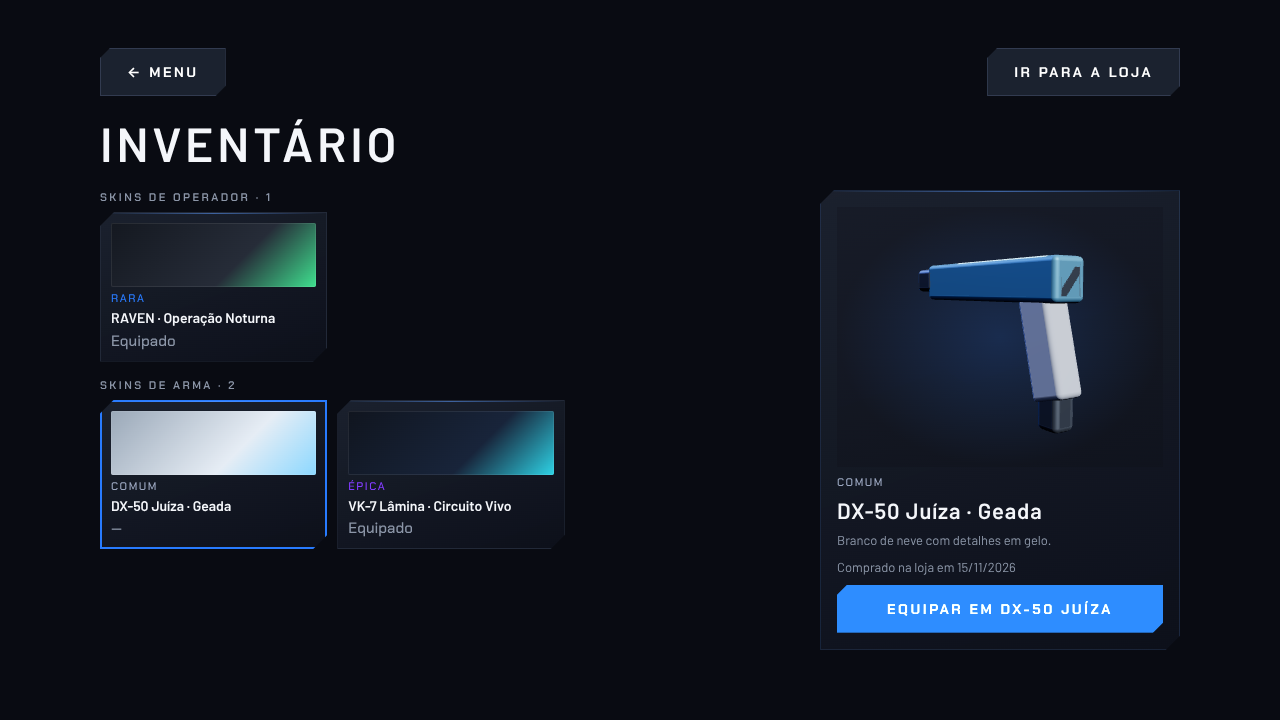 ← MENU
IR PARA A LOJA
INVENTÁRIO
SKINS DE OPERADOR · 1
RARA
RAVEN · Operação Noturna
Equipado
SKINS DE ARMA · 2
COMUM
DX-50 Juíza · Geada
—
ÉPICA
VK-7 Lâmina · Circuito Vivo
Equipado
COMUM
DX-50 Juíza · Geada
Branco de neve com detalhes em gelo.
Comprado na loja em 15/11/2026
EQUIPAR EM DX-50 JUÍZA